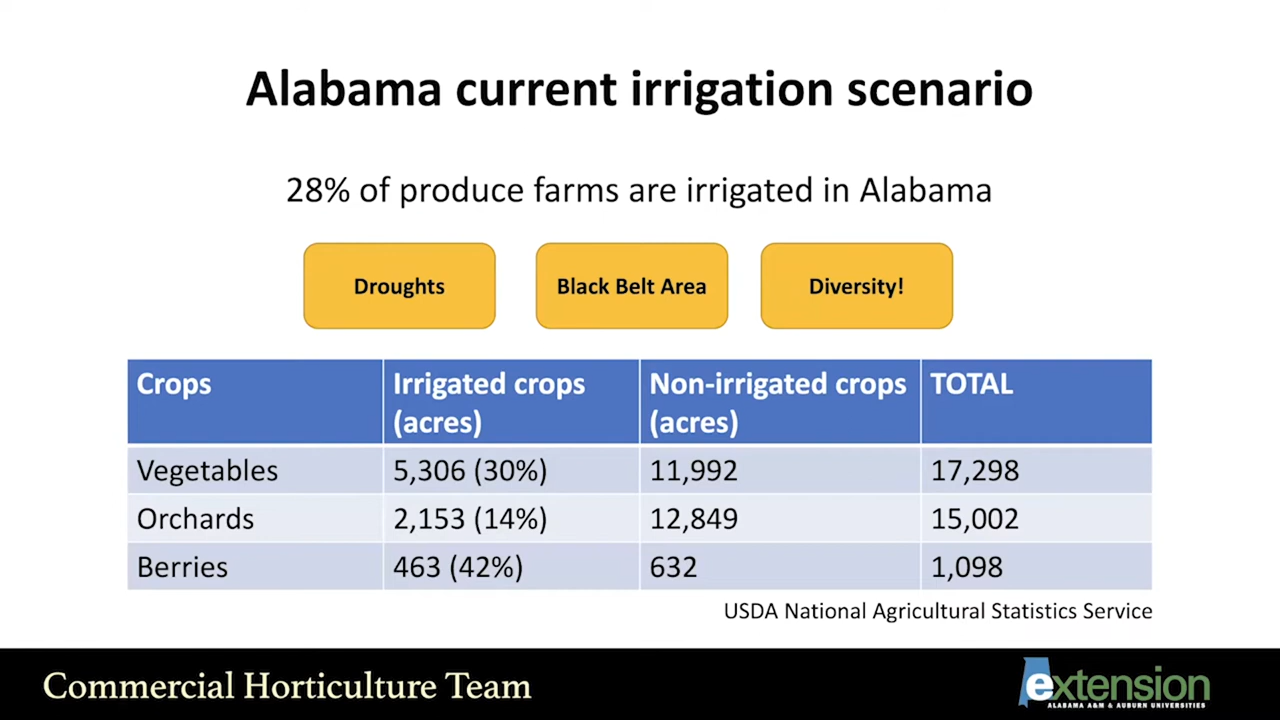 Alabama current irrigation scenario
28% of produce farms are irrigated in Alabama
Droughts
Black Belt Area
Diversity!
Crops
Irrigated crops
(acres)
Non-irrigated crops
(acres)
TOTAL
Vegetables
5,306 (30%)
11,992
17,298
Orchards
2,153 (14%)
12,849
15,002
Berries
463 (42%)
632
1,098
USDA National Agricultural Statistics Service
Commercial Horticulture Team
extension
ALABAMA A&M & AUBURN UNIVERSITIES